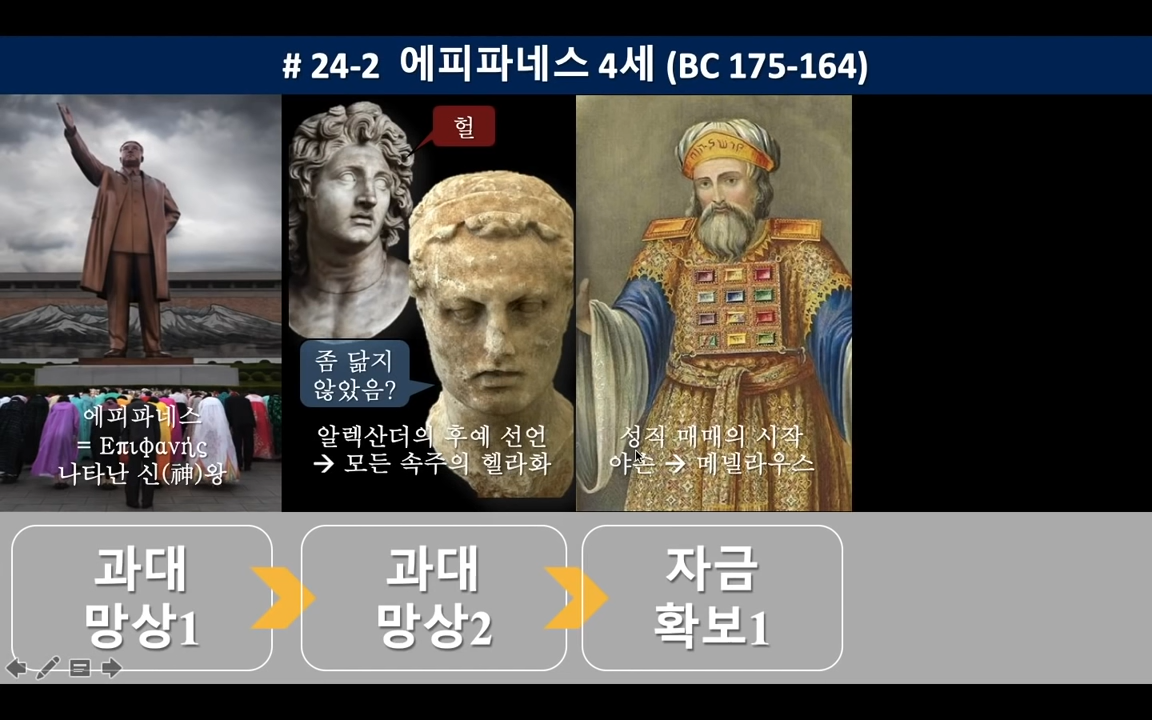 # 24-2 에피파네스 4세 (BC 175-164)
헐
좀 닮지
않았음?
에피파네스
= Επιφανής
나타난 신(神)왕
알렉산더의 후예 선언
→ 모든 속주의 헬라화
성직 매매의 시작
야손 → 메넬라우스
과대
망상1
과대
망상2
자금
확보1